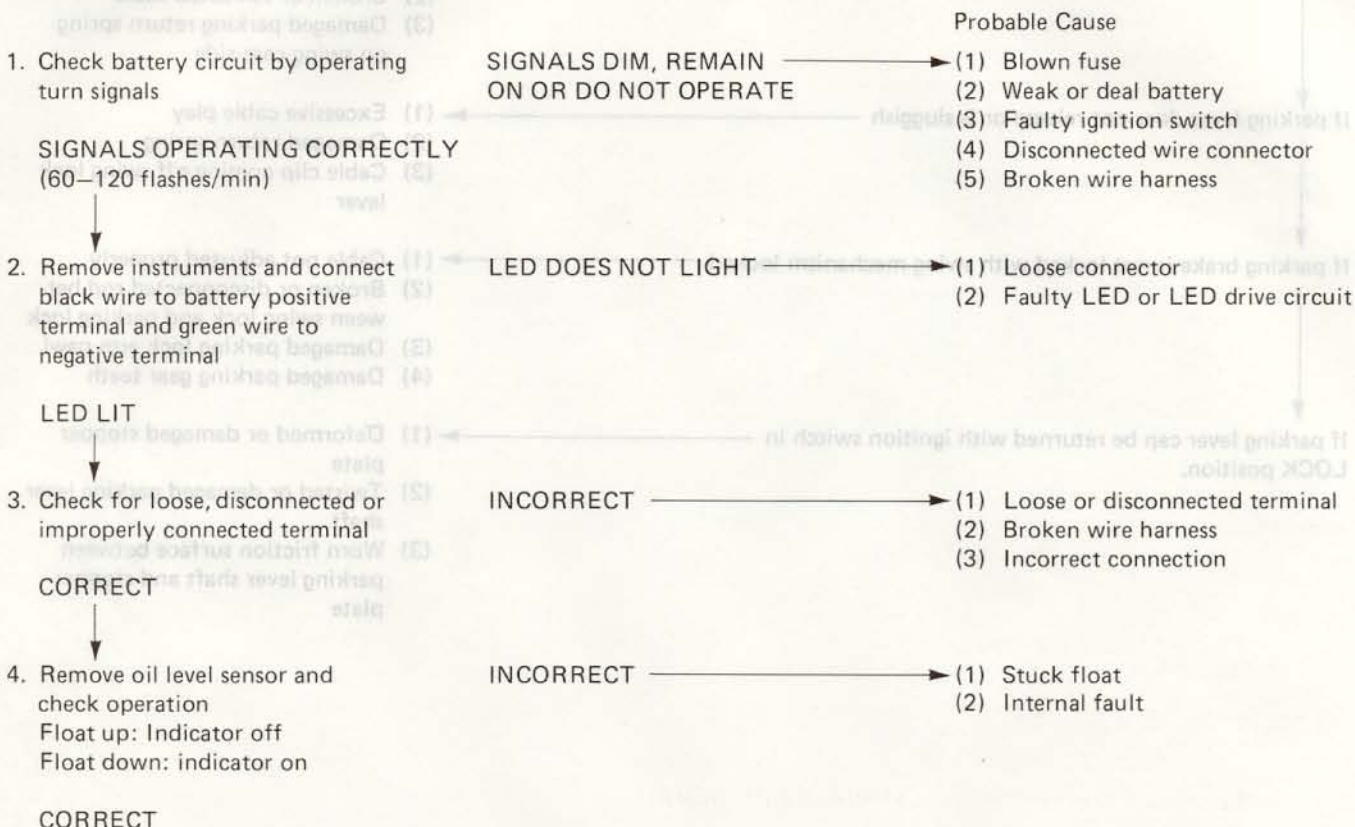 Probable Cause
1. Check battery circuit by operating
turn signals
SIGNALS DIM, REMAIN
ON OR DO NOT OPERATE
(1) Blown fuse
(2) Weak or deal battery
(3) Faulty ignition switch
(4) Disconnected wire connector
(5) Broken wire harness
SIGNALS OPERATING CORRECTLY
(60–120 flashes/min)
2. Remove instruments and connect
black wire to battery positive
terminal and green wire to
negative terminal
LED DOES NOT LIGHT
(1) Loose connector
(2) Faulty LED or LED drive circuit
LED LIT
3. Check for loose, disconnected or
improperly connected terminal
INCORRECT
(1) Loose or disconnected terminal
(2) Broken wire harness
(3) Incorrect connection
CORRECT
4. Remove oil level sensor and
check operation
Float up: Indicator off
Float down: indicator on
INCORRECT
(1) Stuck float
(2) Internal fault
CORRECT